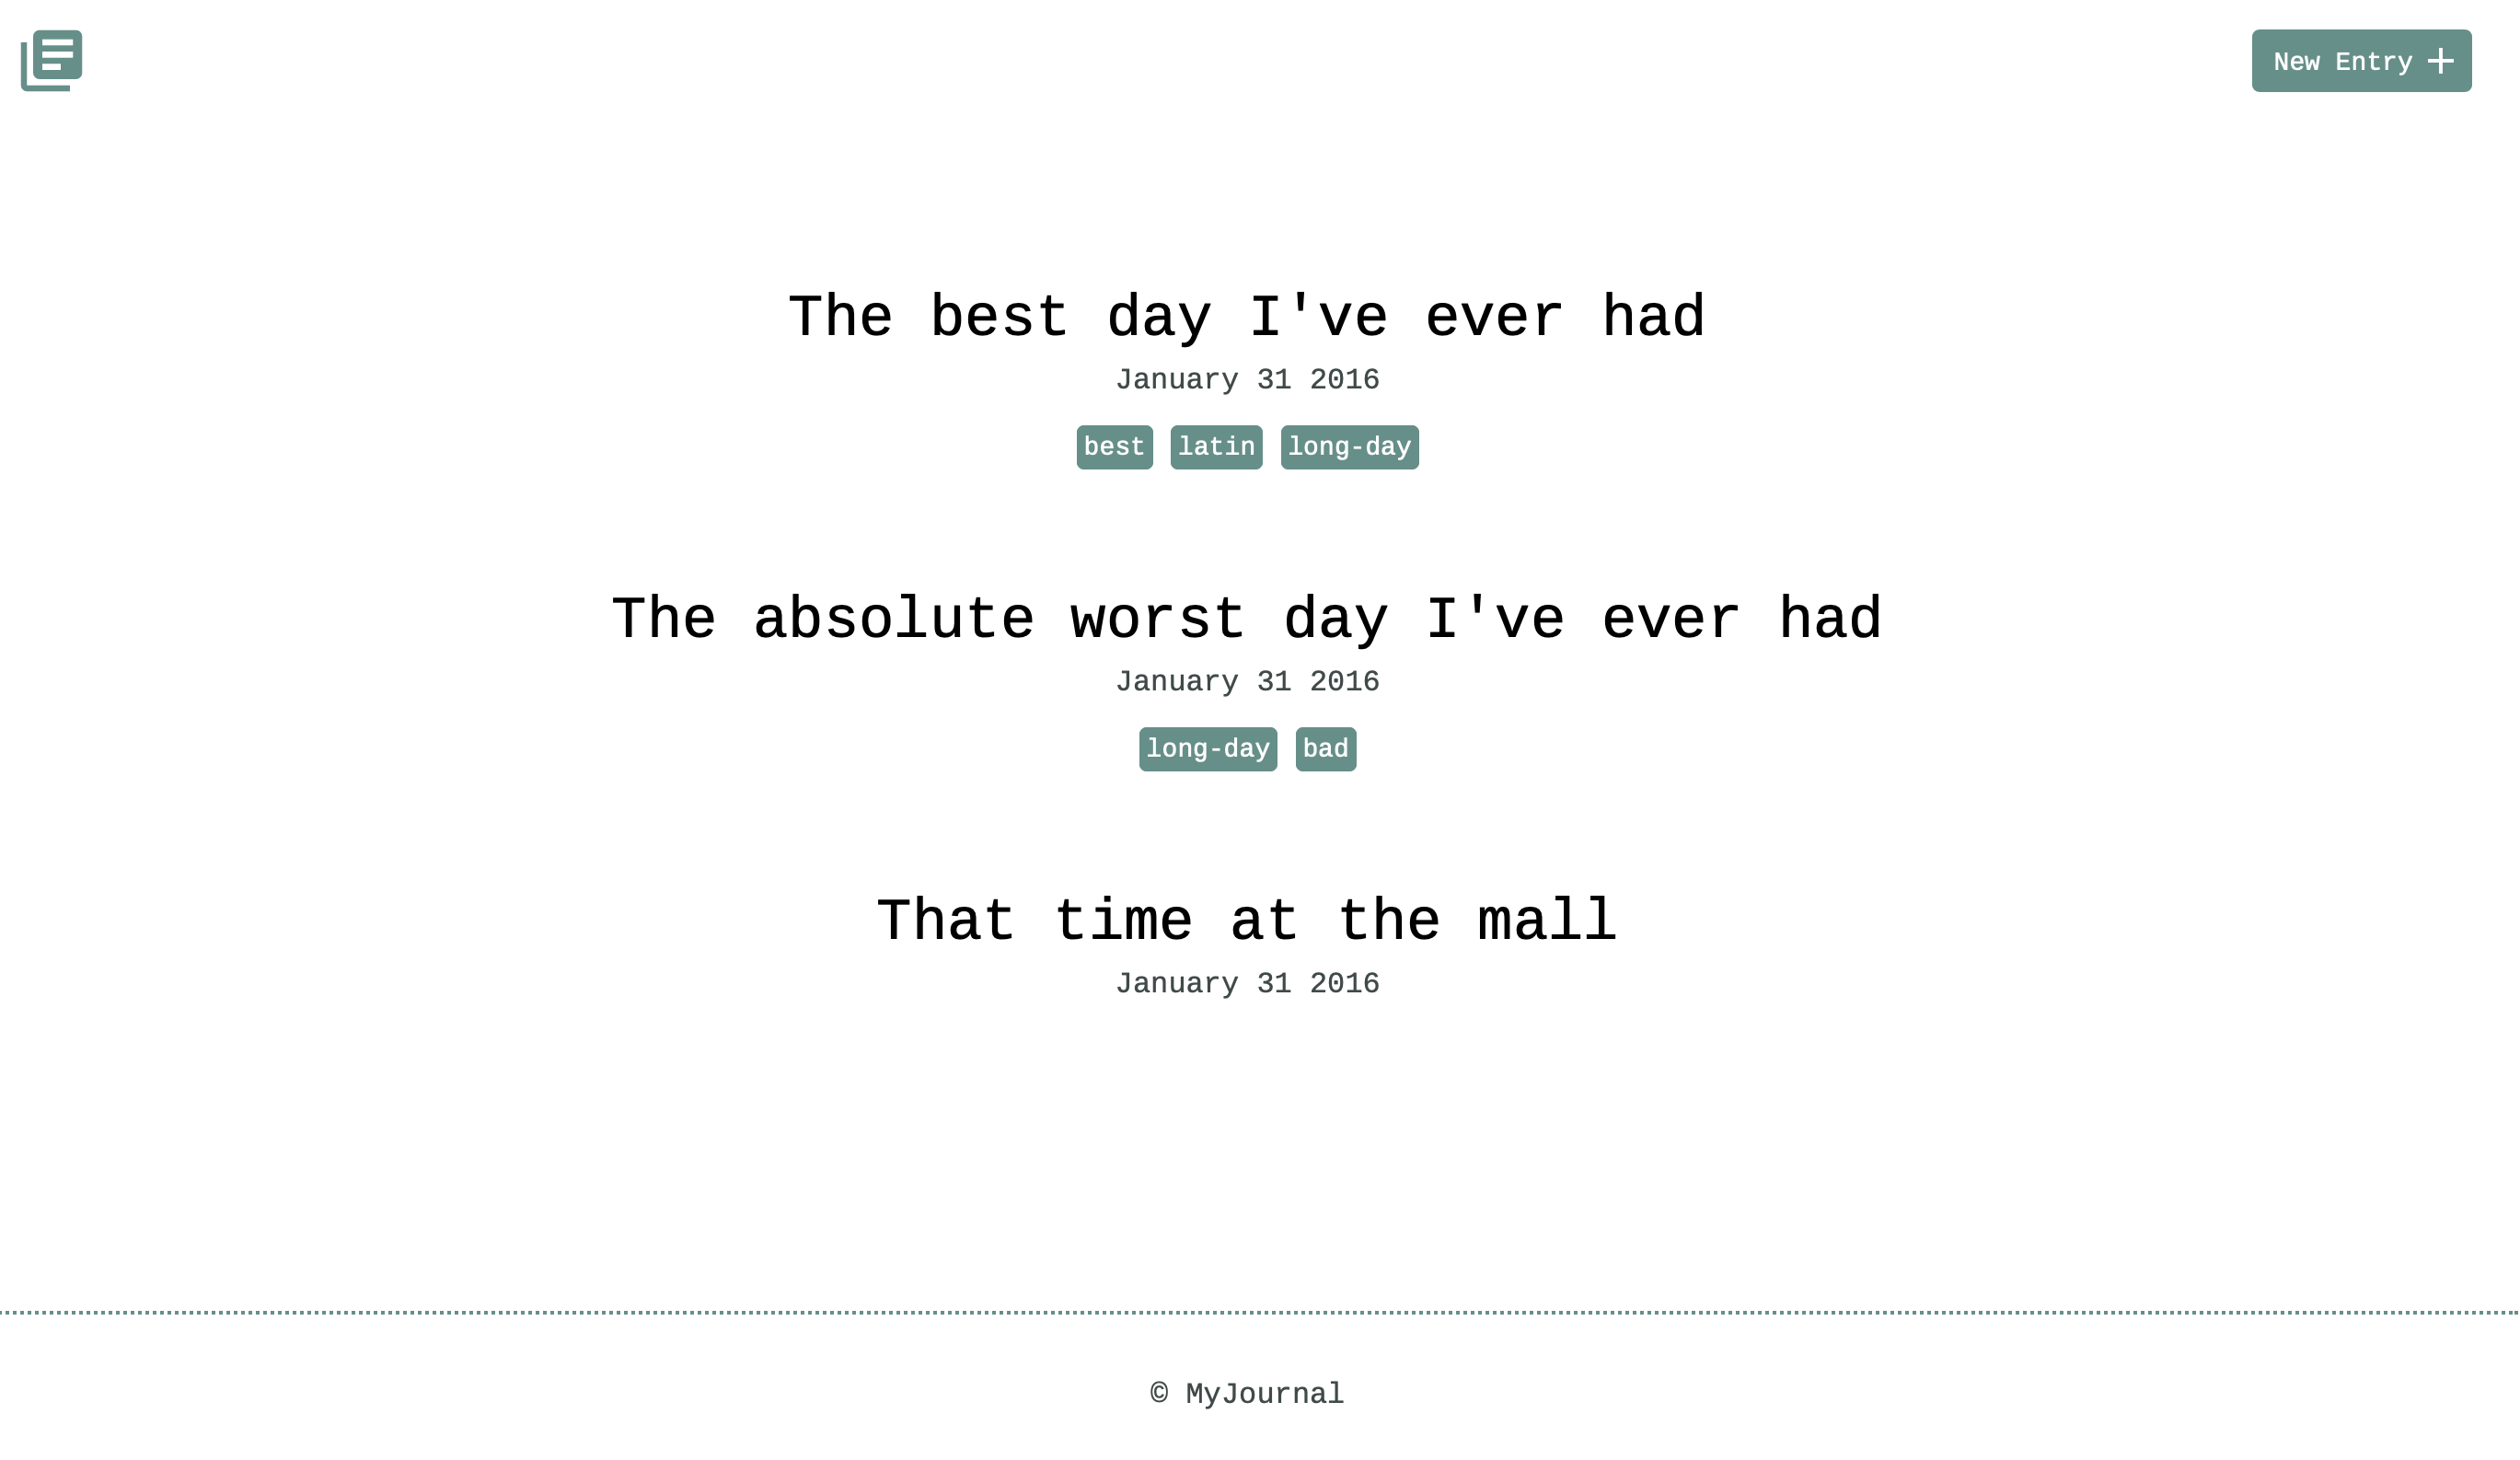 New Entry +
The best day I've ever had
January 31 2016
best latin long-day
The absolute worst day I've ever had
January 31 2016
long-day bad
That time at the mall
January 31 2016
© MyJournal